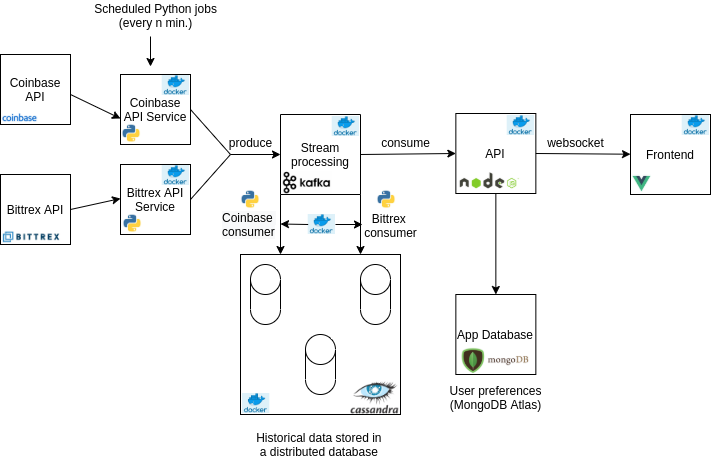 Scheduled Python jobs
(every n min.)
Coinbase
API
coinbase
docker
Coinbase
API Service
Bittrex API
BITTREX
docker
Bittrex API
Service
produce
docker
Stream
processing
kafka
consume
docker
API
node
websocket
docker
Frontend
Coinbase
consumer
docker
Bittrex
consumer
docker
cassandra
Historical data stored in
a distributed database
App Database
mongoDB
User preferences
(MongoDB Atlas)